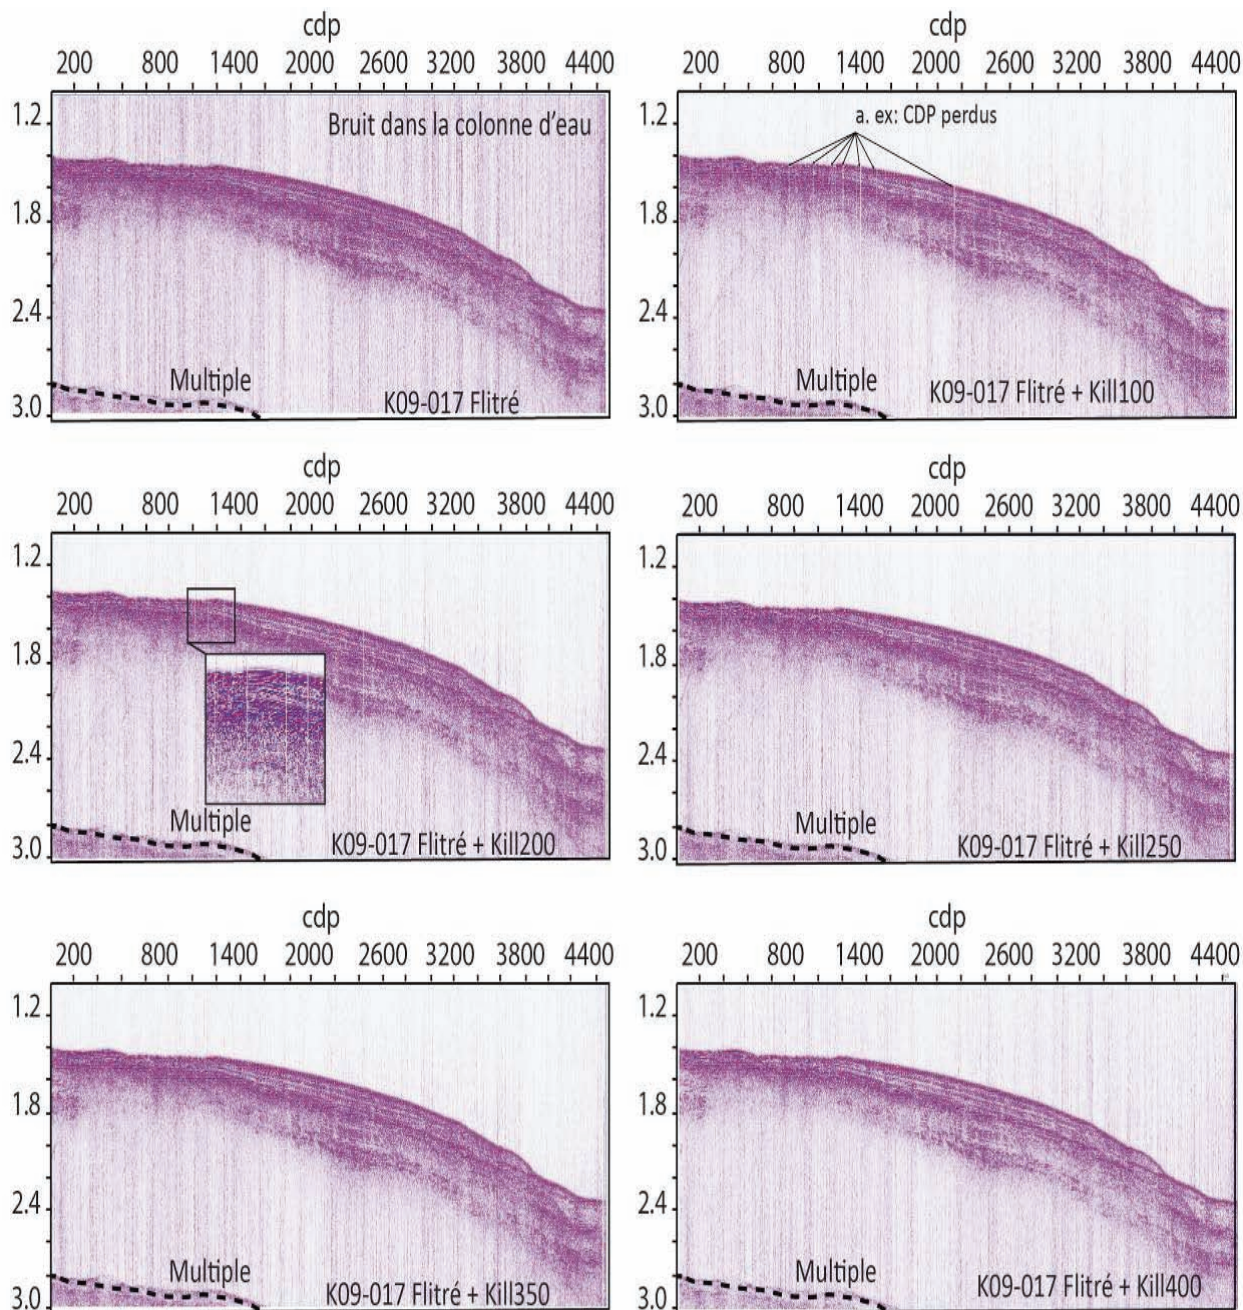 cdp
200 800 1400 2000 2600 3200 3800 4400
1.2
1.8
2.4
3.0
Bruit dans la colonne d'eau
Multiple
K09-017 Flitré
cdp
200 800 1400 2000 2600 3200 3800 4400
1.2
1.8
2.4
3.0
a. ex: CDP perdus
Multiple
K09-017 Flitré + Kill100
cdp
200 800 1400 2000 2600 3200 3800 4400
1.2
1.8
2.4
3.0
Multiple
K09-017 Flitré + Kill200
cdp
200 800 1400 2000 2600 3200 3800 4400
1.2
1.8
2.4
3.0
Multiple
K09-017 Flitré + Kill250
cdp
200 800 1400 2000 2600 3200 3800 4400
1.2
1.8
2.4
3.0
Multiple
K09-017 Flitré + Kill350
cdp
200 800 1400 2000 2600 3200 3800 4400
1.2
1.8
2.4
3.0
Multiple
K09-017 Flitré + Kill400